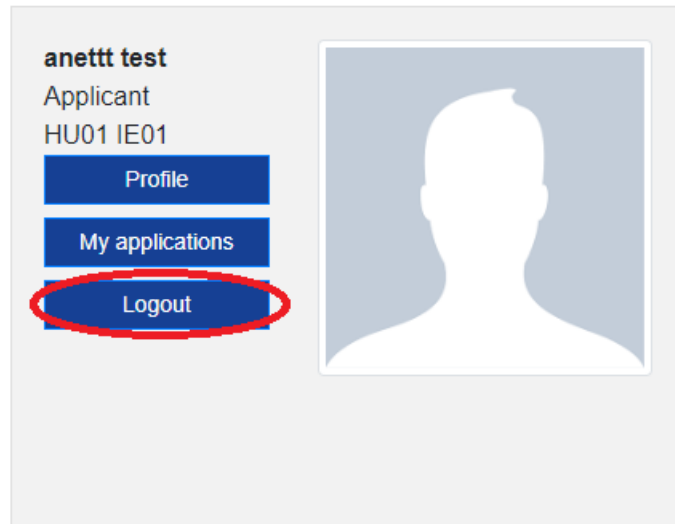 anettt test
Applicant
HU01 IE01
Profile
My applications
Logout